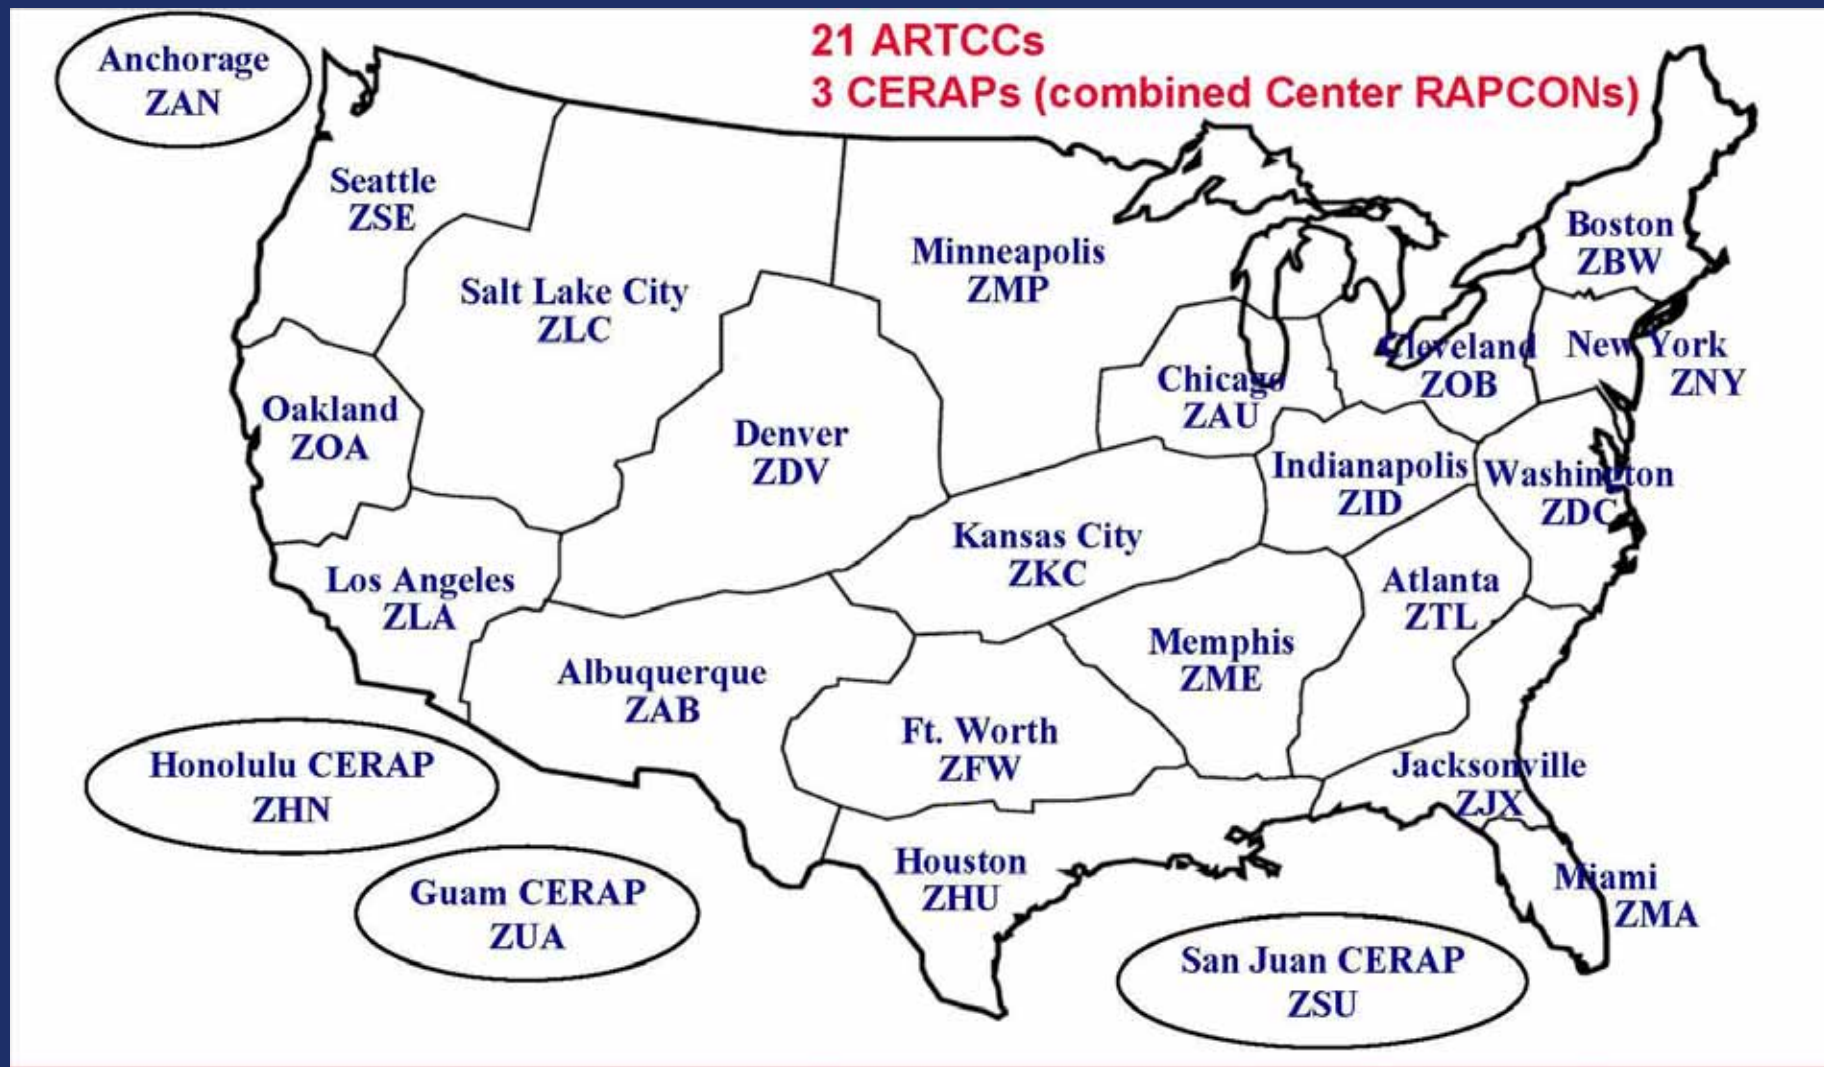 21 ARTCCs
3 CERAPs (combined Center RAPCONs)
Anchorage
ZAN
Seattle
ZSE
Salt Lake City
ZLC
Minneapolis
ZMP
Boston
ZBW
Cleveland
ZOB
New York
ZNY
Chicago
ZAU
Oakland
ZOA
Denver
ZDV
Indianapolis
ZID
Washington
ZDC
Kansas City
ZKC
Los Angeles
ZLA
Atlanta
ZTL
Memphis
ZME
Albuquerque
ZAB
Ft. Worth
ZFW
Jacksonville
ZJX
Honolulu CERAP
ZHN
Houston
ZHU
Miami
ZMA
Guam CERAP
ZUA
San Juan CERAP
ZSU